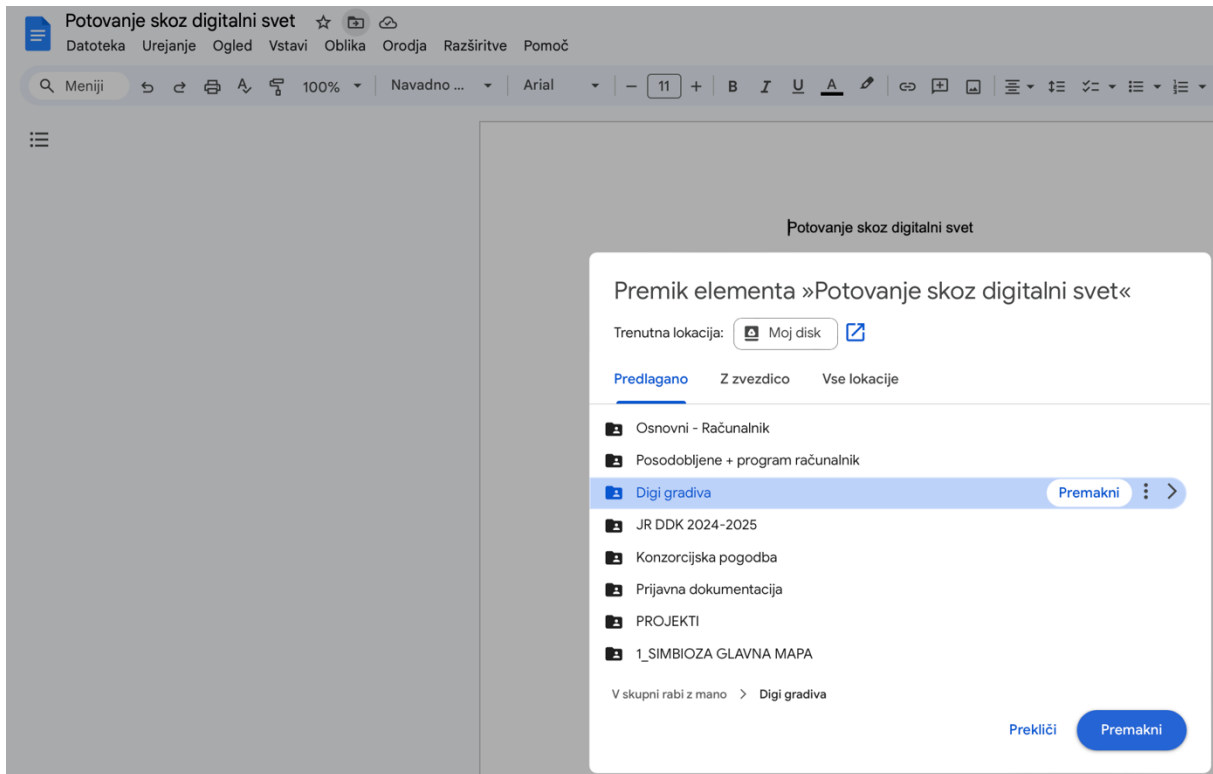 Potovanje skoz digitalni svet
Datoteka Urejanje Ogled Vstavi Oblika Orodja Razširitve Pomoč
Meniji 100% Navadno ... Arial - 11 + B I U A
Potovanje skoz digitalni svet
Premik elementa »Potovanje skoz digitalni svet«
Trenutna lokacija: Moj disk
Predlagano Z zvezdico Vse lokacije
Osnovni - Računalnik
Posodobljene + program računalnik
Digi gradiva Premakni
JR DDK 2024-2025
Konzorcijska pogodba
Prijavna dokumentacija
PROJEKTI
1_SIMBIOZA GLAVNA MAPA
V skupni rabi z mano > Digi gradiva
Prekliči Premakni